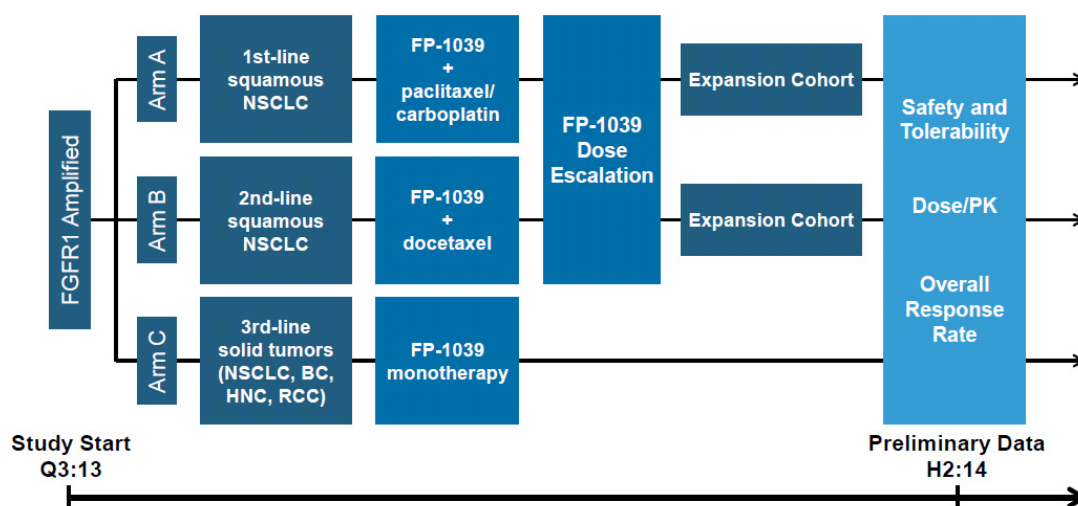 FGFR1 Amplified
Arm A
1st-line
squamous
NSCLC
FP-1039
+
paclitaxel/
carboplatin
Arm B
2nd-line
squamous
NSCLC
FP-1039
+
docetaxel
Arm C
3rd-line
solid tumors
(NSCLC, BC,
HNC, RCC)
FP-1039
monotherapy
FP-1039
Dose
Escalation
Expansion Cohort
Expansion Cohort
Safety and
Tolerability
Dose/PK
Overall
Response
Rate
Study Start
Q3:13
Preliminary Data
H2:14